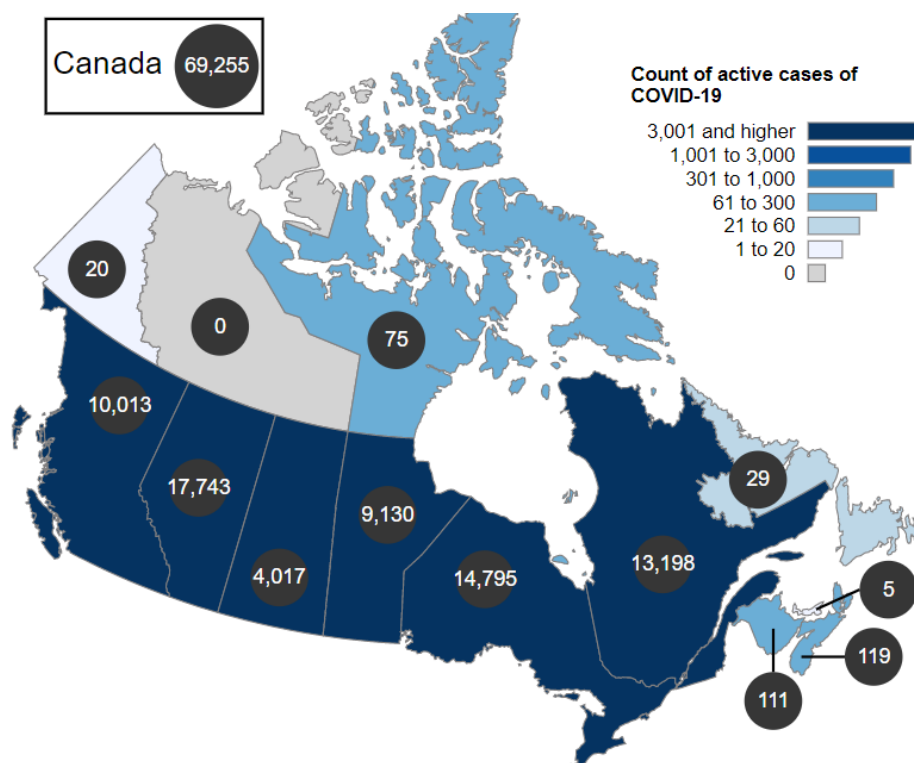 Canada 69,255
Count of active cases of
COVID-19
3,001 and higher
1,001 to 3,000
301 to 1,000
61 to 300
21 to 60
1 to 20
0
20
0
75
10,013
17,743
9,130
29
4,017
14,795
13,198
5
119
111